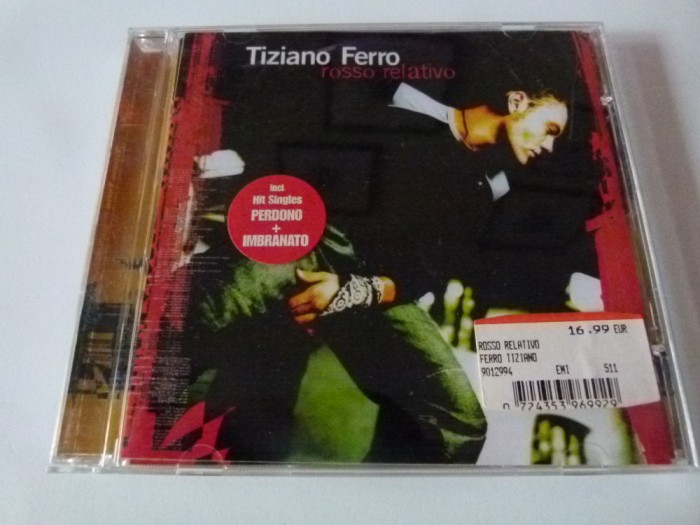 Tiziano Ferro
rosso relativo
incl.
Hit Singles
PERDONO
+
IMBRANATO
16.99 EUR
ROSSO RELATIVO
FERRO TIZIANO
9012994 EMI 511
0 724353 969929